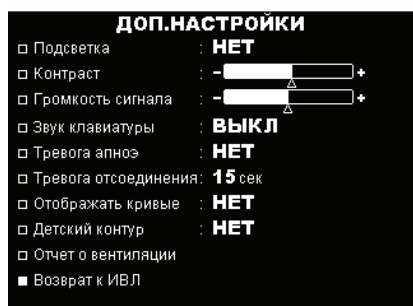 ДОП.НАСТРОЙКИ
Подсветка : НЕТ
Контраст : - +
Громкость сигнала : - +
Звук клавиатуры : ВЫКЛ
Тревога апноэ : НЕТ
Тревога отсоединения: 15 сек
Отображать кривые : НЕТ
Детский контур : НЕТ
Отчет о вентиляции
Возврат к ИВЛ